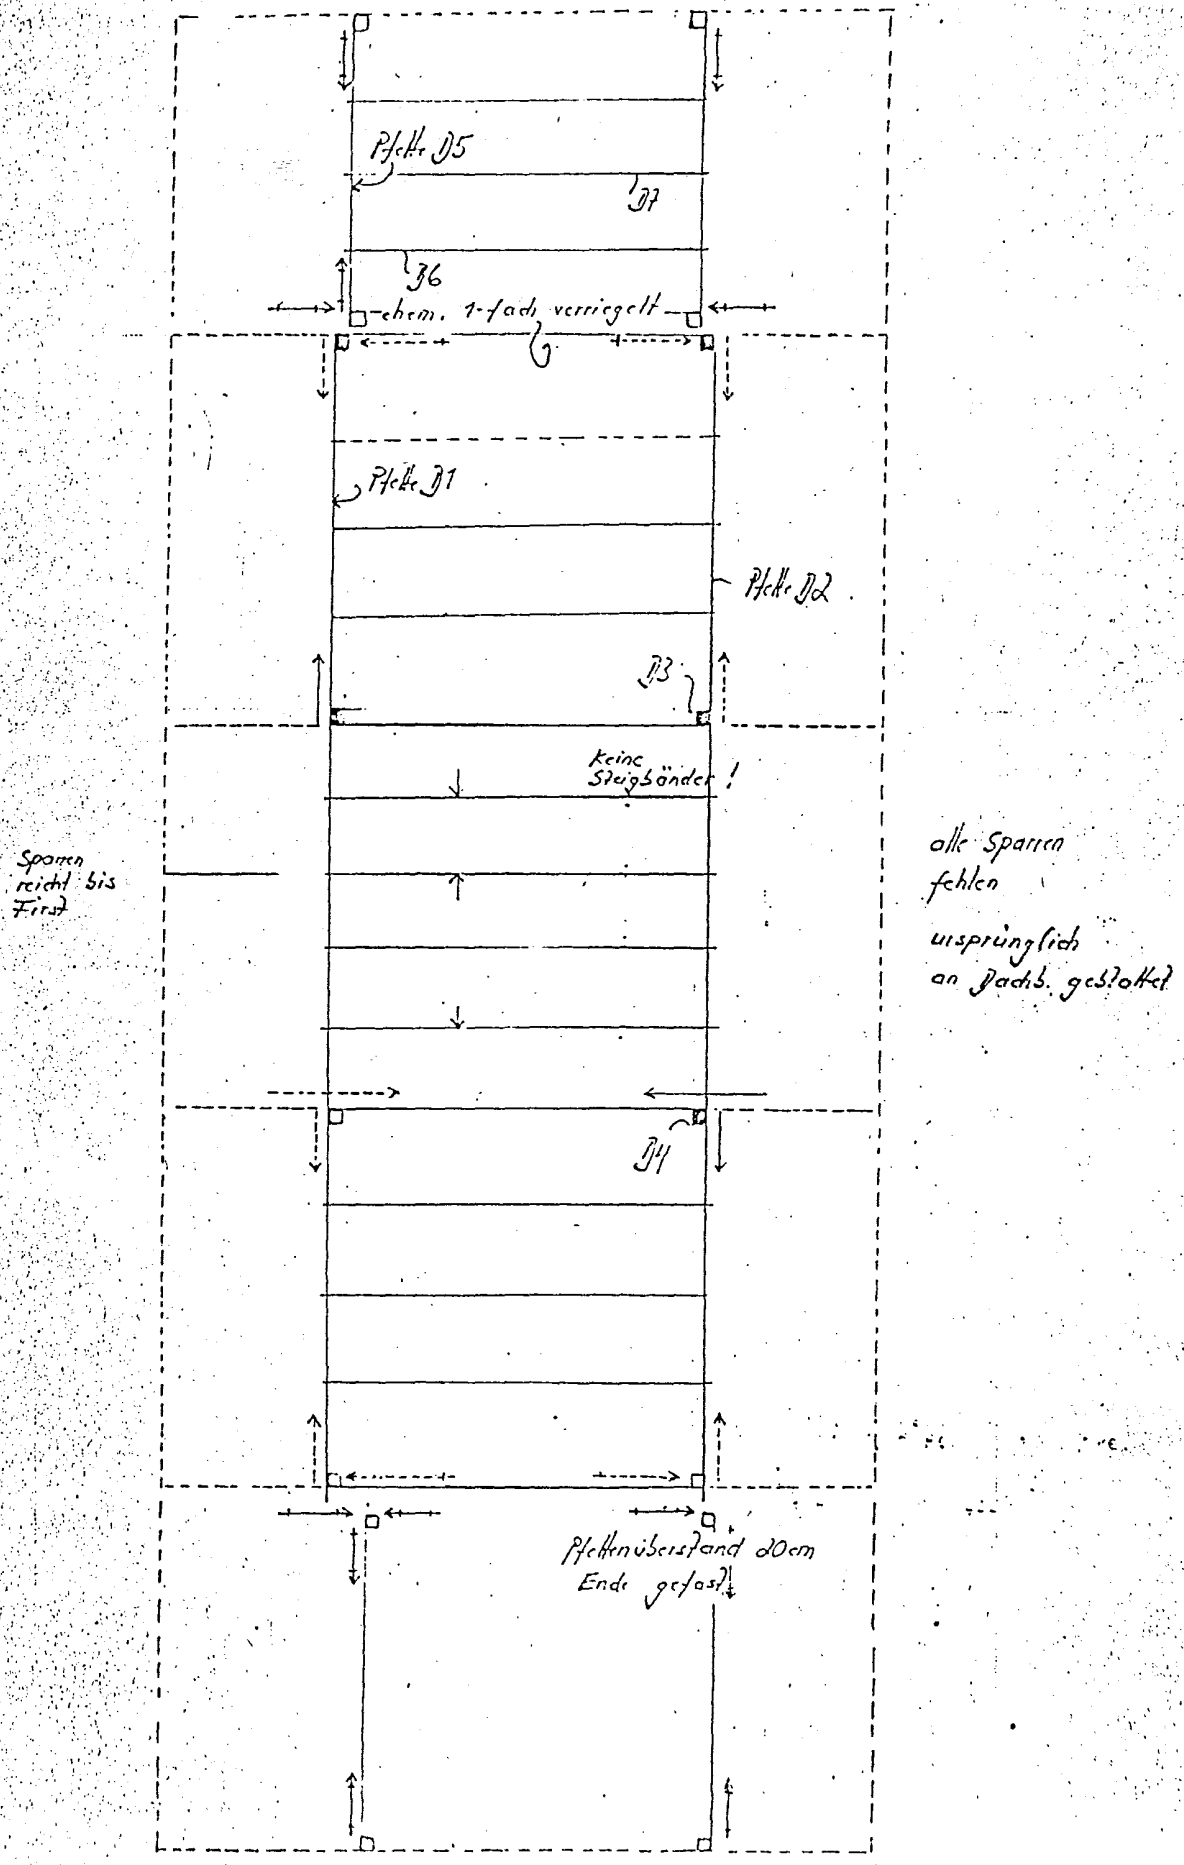 Pfette D5
D7
D6
ehem. 1-fach verriegelt
Pfette D1
Pfette D2
D3
keine
Steigbänder !
Sparren
reicht bis
First
alle Sparren
fehlen
ursprünglich
an Dachb. geblattet
D4
Pfettenüberstand 20cm
Ende gefast